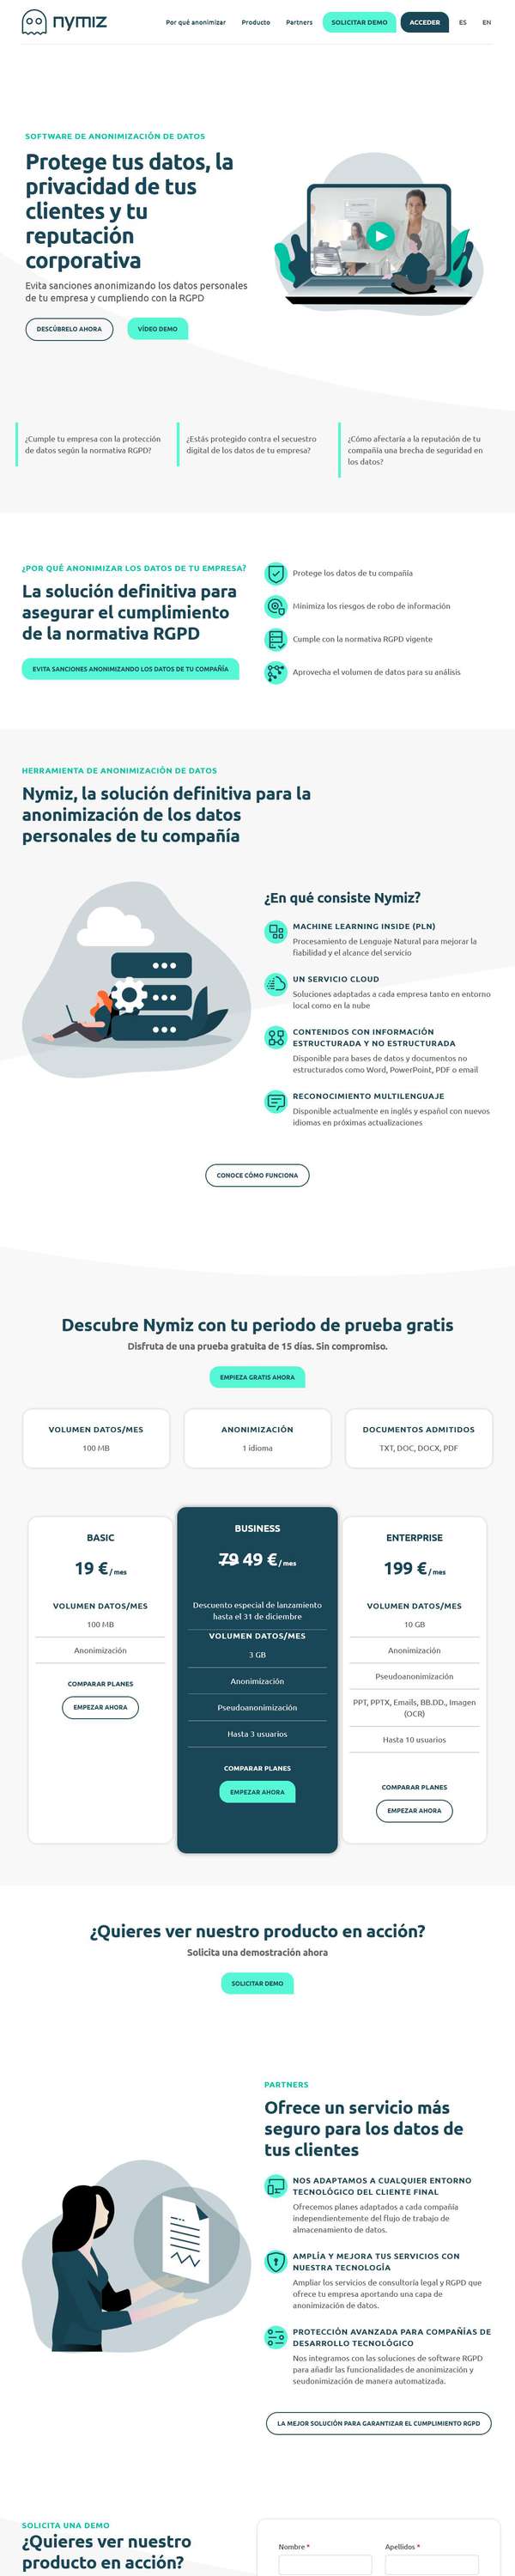 nymiz
Por qué anonimizar
Producto
Partners
SOLICITAR DEMO
ACCEDER
ES
EN
SOFTWARE DE ANONIMIZACIÓN DE DATOS
Protege tus datos, la
privacidad de tus
clientes y tu
reputación
corporativa
Evita sanciones anonimizando los datos personales
de tu empresa y cumpliendo con la RGPD
DESCÚBRELO AHORA
VÍDEO DEMO
¿Cumple tu empresa con la protección
de datos según la normativa RGPD?
¿Estás protegido contra el secuestro
digital de los datos de tu empresa?
¿Cómo afectaría a la reputación de tu
compañía una brecha de seguridad en
los datos?
¿POR QUÉ ANONIMIZAR LOS DATOS DE TU EMPRESA?
La solución definitiva para
asegurar el cumplimiento
de la normativa RGPD
EVITA SANCIONES ANONIMIZANDO LOS DATOS DE TU COMPAÑÍA
Protege los datos de tu compañía
Minimiza los riesgos de robo de información
Cumple con la normativa RGPD vigente
Aprovecha el volumen de datos para su análisis
HERRAMIENTA DE ANONIMIZACIÓN DE DATOS
Nymiz, la solución definitiva para la
anonimización de los datos
personales de tu compañía
¿En qué consiste Nymiz?
MACHINE LEARNING INSIDE (PLN)
Procesamiento de Lenguaje Natural para mejorar la
fiabilidad y el alcance del servicio
UN SERVICIO CLOUD
Soluciones adaptadas a cada empresa tanto en entorno
local como en la nube
CONTENIDOS CON INFORMACIÓN
ESTRUCTURADA Y NO ESTRUCTURADA
Disponible para bases de datos y documentos no
estructurados como Word, PowerPoint, PDF o email
RECONOCIMIENTO MULTILENGUAJE
Disponible actualmente en inglés y español con nuevos
idiomas en próximas actualizaciones
CONOCE CÓMO FUNCIONA
Descubre Nymiz con tu periodo de prueba gratis
Disfruta de una prueba gratuita de 15 días. Sin compromiso.
EMPIEZA GRATIS AHORA
VOLUMEN DATOS/MES
100 MB
ANONIMIZACIÓN
1 idioma
DOCUMENTOS ADMITIDOS
TXT, DOC, DOCX, PDF
BASIC
19 € / mes
VOLUMEN DATOS/MES
100 MB
Anonimización
COMPARAR PLANES
EMPEZAR AHORA
BUSINESS
79 49 € / mes
Descuento especial de lanzamiento
hasta el 31 de diciembre
VOLUMEN DATOS/MES
3 GB
Anonimización
Pseudoanonimización
Hasta 3 usuarios
COMPARAR PLANES
EMPEZAR AHORA
ENTERPRISE
199 € / mes
VOLUMEN DATOS/MES
10 GB
Anonimización
Pseudoanonimización
PPT, PPTX, Emails, BB.DD., Imagen
(OCR)
Hasta 10 usuarios
COMPARAR PLANES
EMPEZAR AHORA
¿Quieres ver nuestro producto en acción?
Solicita una demostración ahora
SOLICITAR DEMO
PARTNERS
Ofrece un servicio más
seguro para los datos de
tus clientes
NOS ADAPTAMOS A CUALQUIER ENTORNO
TECNOLÓGICO DEL CLIENTE FINAL
Ofrecemos planes adaptados a cada compañía
independientemente del flujo de trabajo de
almacenamiento de datos.
AMPLÍA Y MEJORA TUS SERVICIOS CON
NUESTRA TECNOLOGÍA
Ampliar los servicios de consultoría legal y RGPD que
ofrece tu empresa aportando una capa de
anonimización de datos.
PROTECCIÓN AVANZADA PARA COMPAÑÍAS DE
DESARROLLO TECNOLÓGICO
Nos integramos con las soluciones de software RGPD
para añadir las funcionalidades de anonimización y
seudonimización de manera automatizada.
LA MEJOR SOLUCIÓN PARA GARANTIZAR EL CUMPLIMIENTO RGPD
SOLICITA UNA DEMO
¿Quieres ver nuestro
producto en acción?
Nombre *
Apellidos *